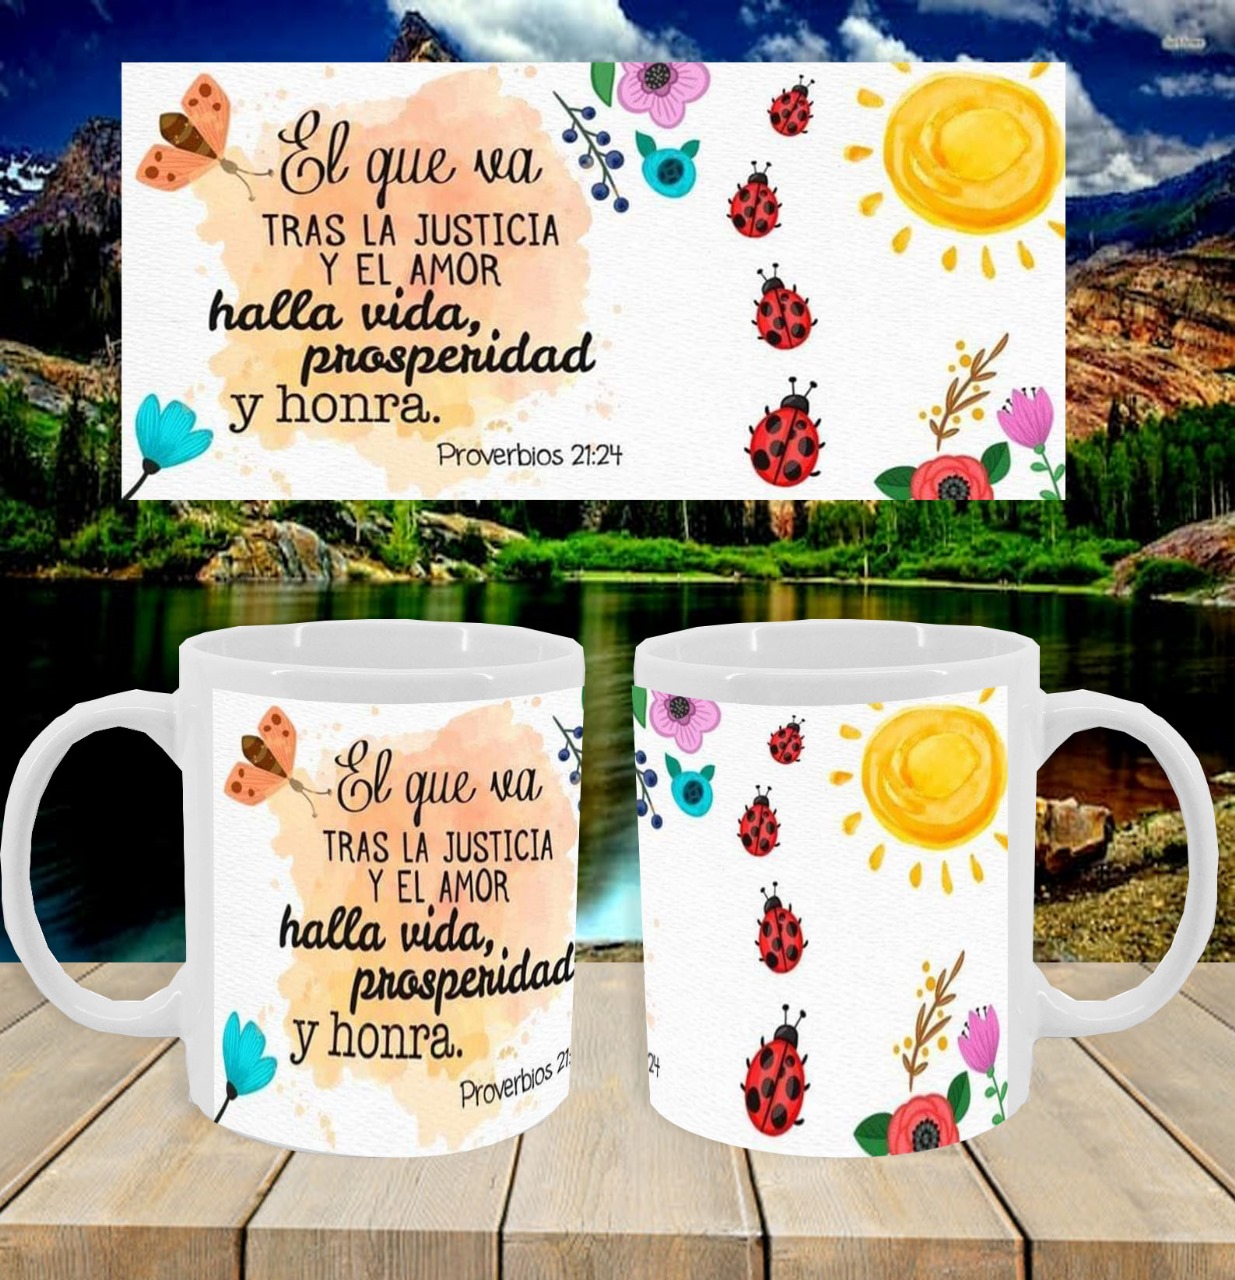 El que va
TRAS LA JUSTICIA
Y EL AMOR
halla vida,
prosperidad
y honra.
Proverbios 21:24
El que va
TRAS LA JUSTICIA
Y EL AMOR
halla vida,
prosperidad
y honra.
Proverbios 21:
24